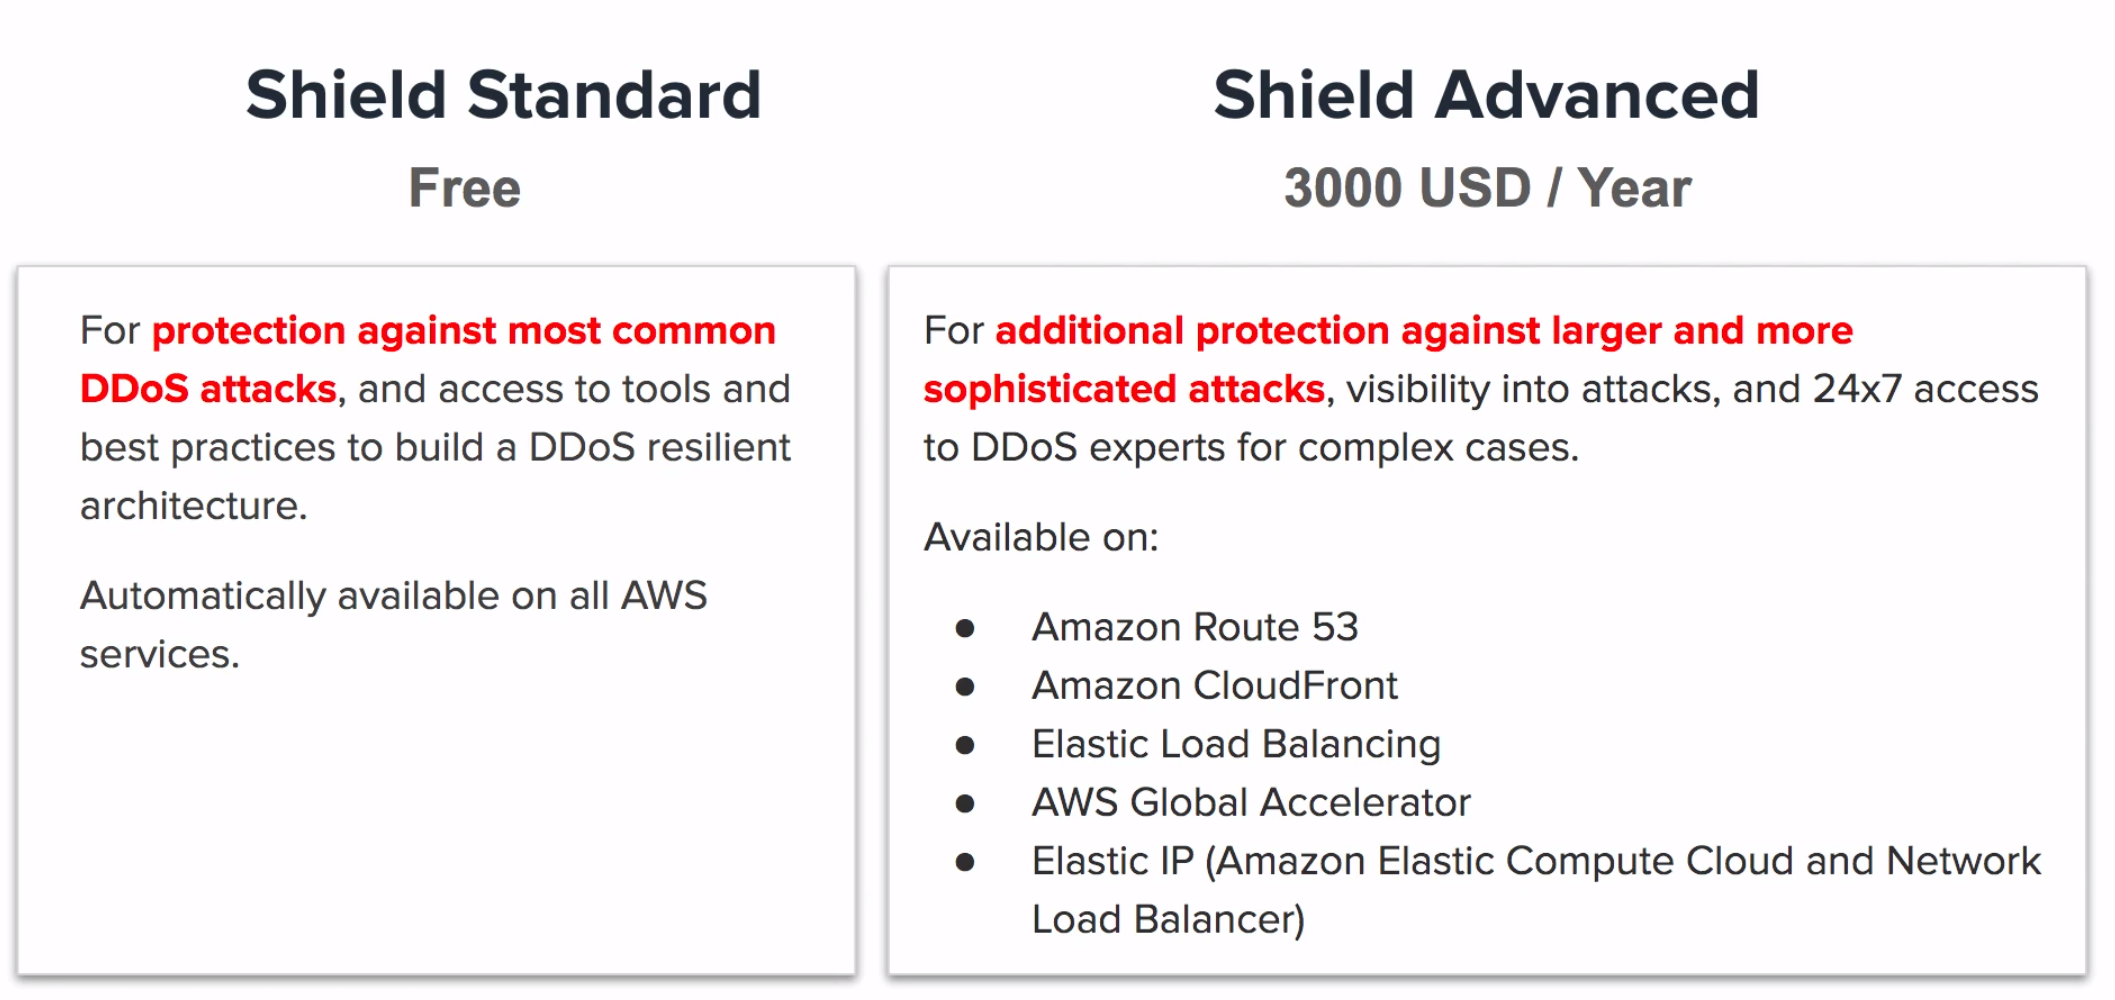 Shield Standard
Free
For protection against most common
DDoS attacks, and access to tools and
best practices to build a DDoS resilient
architecture.
Automatically available on all AWS
services.
Shield Advanced
3000 USD / Year
For additional protection against larger and more
sophisticated attacks, visibility into attacks, and 24x7 access
to DDoS experts for complex cases.
Available on:
● Amazon Route 53
● Amazon CloudFront
● Elastic Load Balancing
● AWS Global Accelerator
● Elastic IP (Amazon Elastic Compute Cloud and Network
Load Balancer)